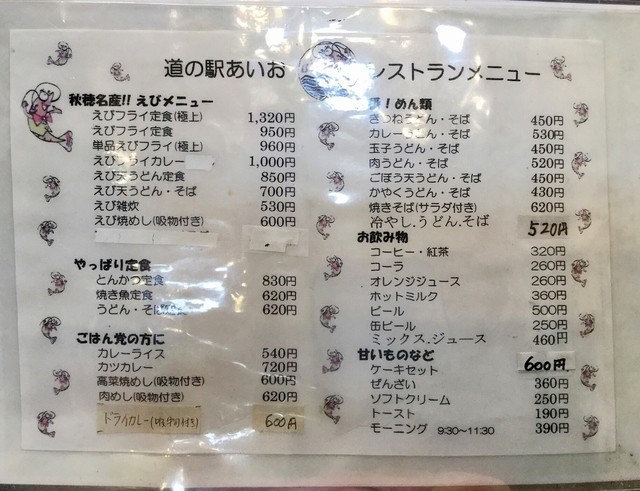 道の駅あいお レストランメニュー
秋穂名産!! えびメニュー
えびフライ定食(極上) 1,320円
えびフライ定食 950円
単品えびフライ(極上) 960円
えびフライカレー 1,000円
えび天うどん定食 850円
えび天うどん・そば 700円
えび雑炊 530円
えび焼めし(吸物付き) 600円
やっぱり定食
とんかつ定食 830円
焼き魚定食 620円
うどん・そば定食 620円
ごはん党の方に
カレーライス 540円
カツカレー 720円
高菜焼めし(吸物付き) 600円
肉めし(吸物付き) 620円
ドライカレー(吸物付き) 600円
！めん類
きつねうどん・そば 450円
カレーうどん・そば 530円
玉子うどん・そば 450円
肉うどん・そば 520円
ごぼう天うどん・そば 450円
かやくうどん・そば 430円
焼きそば(サラダ付き) 620円
冷やし.うどん.そば 520円
お飲み物
コーヒー・紅茶 320円
コーラ 260円
オレンジジュース 260円
ホットミルク 360円
ビール 500円
缶ビール 250円
ミックス.ジュース 460円
甘いものなど
ケーキセット 600円
ぜんざい 360円
ソフトクリーム 250円
トースト 190円
モーニング 9:30～11:30 390円